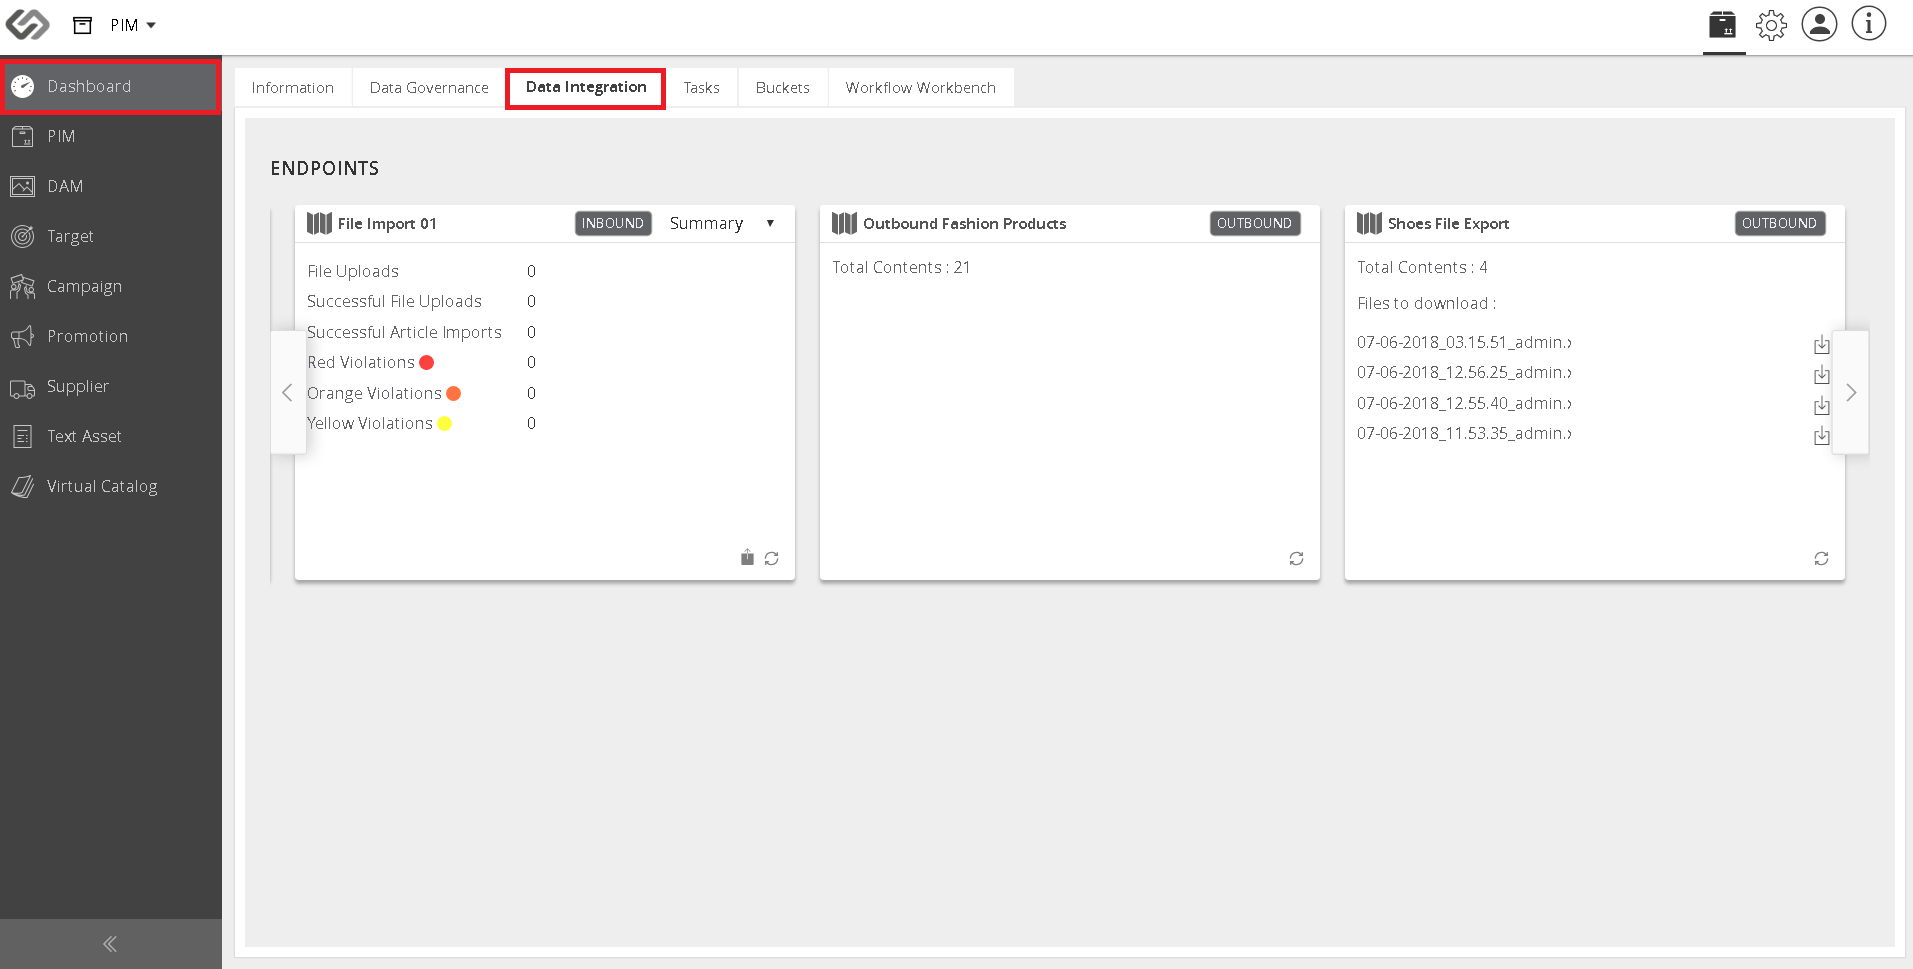 PIM
Dashboard
PIM
DAM
Target
Campaign
Promotion
Supplier
Text Asset
Virtual Catalog
Information
Data Governance
Data Integration
Tasks
Buckets
Workflow Workbench
ENDPOINTS
File Import 01
INBOUND
Summary
File Uploads 0
Successful File Uploads 0
Successful Article Imports 0
Red Violations 0
Orange Violations 0
Yellow Violations 0
Outbound Fashion Products
OUTBOUND
Total Contents : 21
Shoes File Export
OUTBOUND
Total Contents : 4
Files to download :
07-06-2018_03.15.51_admin.
07-06-2018_12.56.25_admin.
07-06-2018_12.55.40_admin.
07-06-2018_11.53.35_admin.